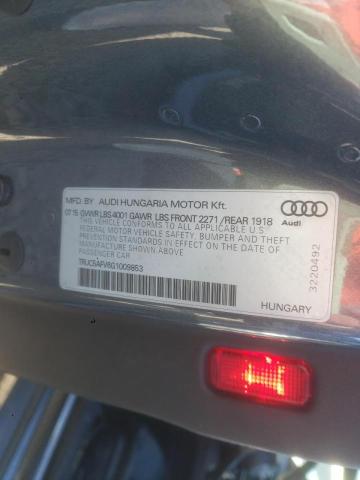 MFD. BY AUDI HUNGARIA MOTOR Kft.
07.15 GVWR LBS 4001 GAWR LBS FRONT 2271 /REAR 1918
THIS VEHICLE CONFORMS TO ALL APPLICABLE U.S.
FEDERAL MOTOR VEHICLE SAFETY, BUMPER AND THEFT
PREVENTION STANDARDS IN EFFECT ON THE DATE OF
MANUFACTURE SHOWN ABOVE
PASSENGER CAR
TRUC5AFV8G1009853
Audi
3220492
HUNGARY